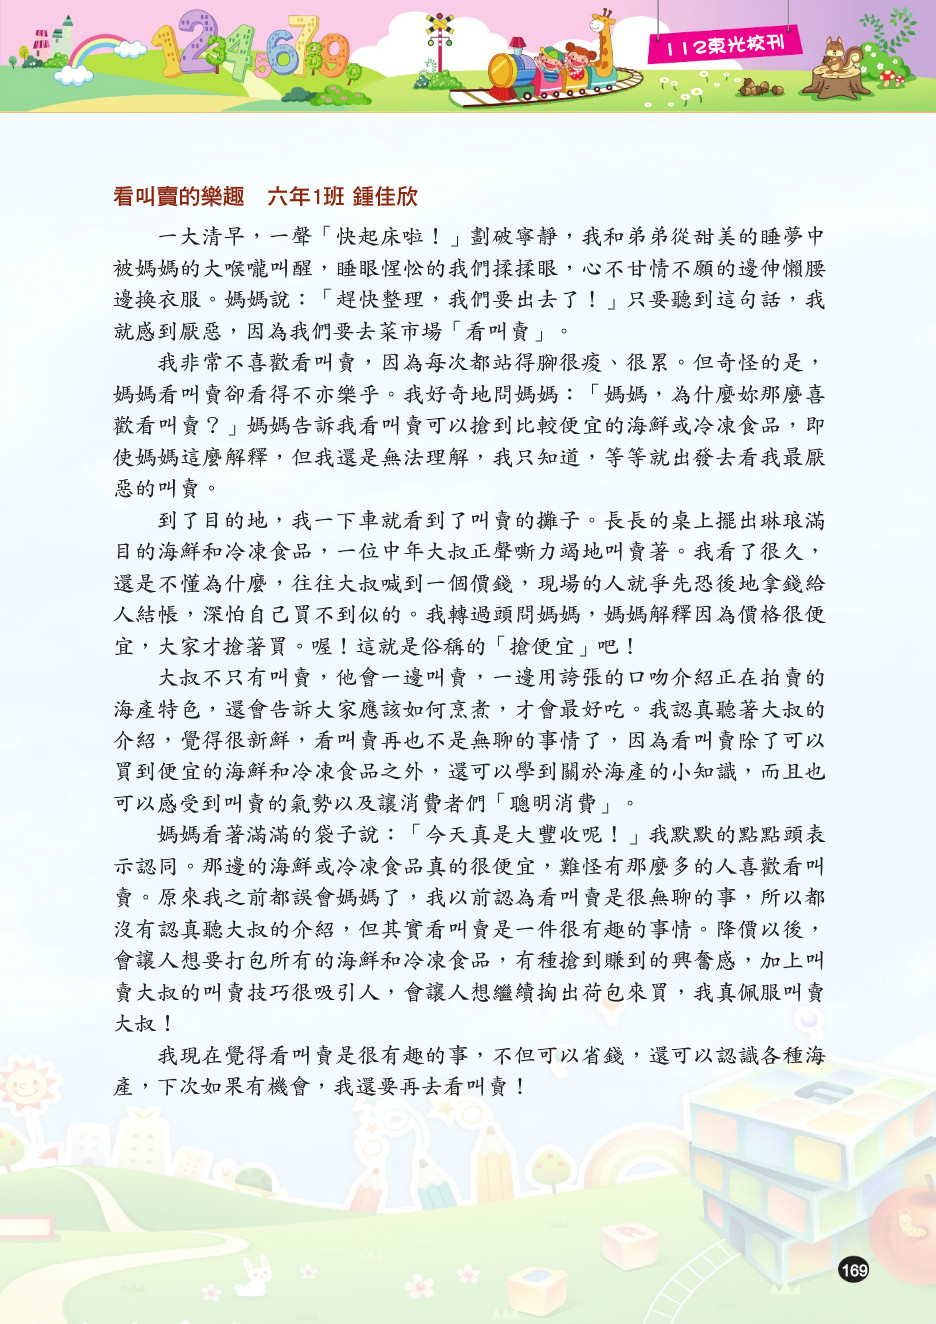 112東光校刊
看叫賣的樂趣　六年1班 鍾佳欣
一大清早，一聲「快起床啦！」劃破寧靜，我和弟弟從甜美的睡夢中
被媽媽的大喉嚨叫醒，睡眼惺忪的我們揉揉眼，心不甘情不願的邊伸懶腰
邊換衣服。媽媽說：「趕快整理，我們要出去了！」只要聽到這句話，我
就感到厭惡，因為我們要去菜市場「看叫賣」。
我非常不喜歡看叫賣，因為每次都站得腳很痠、很累。但奇怪的是，
媽媽看叫賣卻看得不亦樂乎。我好奇地問媽媽：「媽媽，為什麼妳那麼喜
歡看叫賣？」媽媽告訴我看叫賣可以搶到比較便宜的海鮮或冷凍食品，即
使媽媽這麼解釋，但我還是無法理解，我只知道，等等就出發去看我最厭
惡的叫賣。
到了目的地，我一下車就看到了叫賣的攤子。長長的桌上擺出琳琅滿
目的海鮮和冷凍食品，一位中年大叔正聲嘶力竭地叫賣著。我看了很久，
還是不懂為什麼，往往大叔喊到一個價錢，現場的人就爭先恐後地拿錢給
人結帳，深怕自己買不到似的。我轉過頭問媽媽，媽媽解釋因為價格很便
宜，大家才搶著買。喔！這就是俗稱的「搶便宜」吧！
大叔不只有叫賣，他會一邊叫賣，一邊用誇張的口吻介紹正在拍賣的
海產特色，還會告訴大家應該如何烹煮，才會最好吃。我認真聽著大叔的
介紹，覺得很新鮮，看叫賣再也不是無聊的事情了，因為看叫賣除了可以
買到便宜的海鮮和冷凍食品之外，還可以學到關於海產的小知識，而且也
可以感受到叫賣的氣勢以及讓消費者們「聰明消費」。
媽媽看著滿滿的袋子說：「今天真是大豐收呢！」我默默的點點頭表
示認同。那邊的海鮮或冷凍食品真的很便宜，難怪有那麼多的人喜歡看叫
賣。原來我之前都誤會媽媽了，我以前認為看叫賣是很無聊的事，所以都
沒有認真聽大叔的介紹，但其實看叫賣是一件很有趣的事情。降價以後，
會讓人想要打包所有的海鮮和冷凍食品，有種搶到賺到的興奮感，加上叫
賣大叔的叫賣技巧很吸引人，會讓人想繼續掏出荷包來買，我真佩服叫賣
大叔！
我現在覺得看叫賣是很有趣的事，不但可以省錢，還可以認識各種海
產，下次如果有機會，我還要再去看叫賣！
169